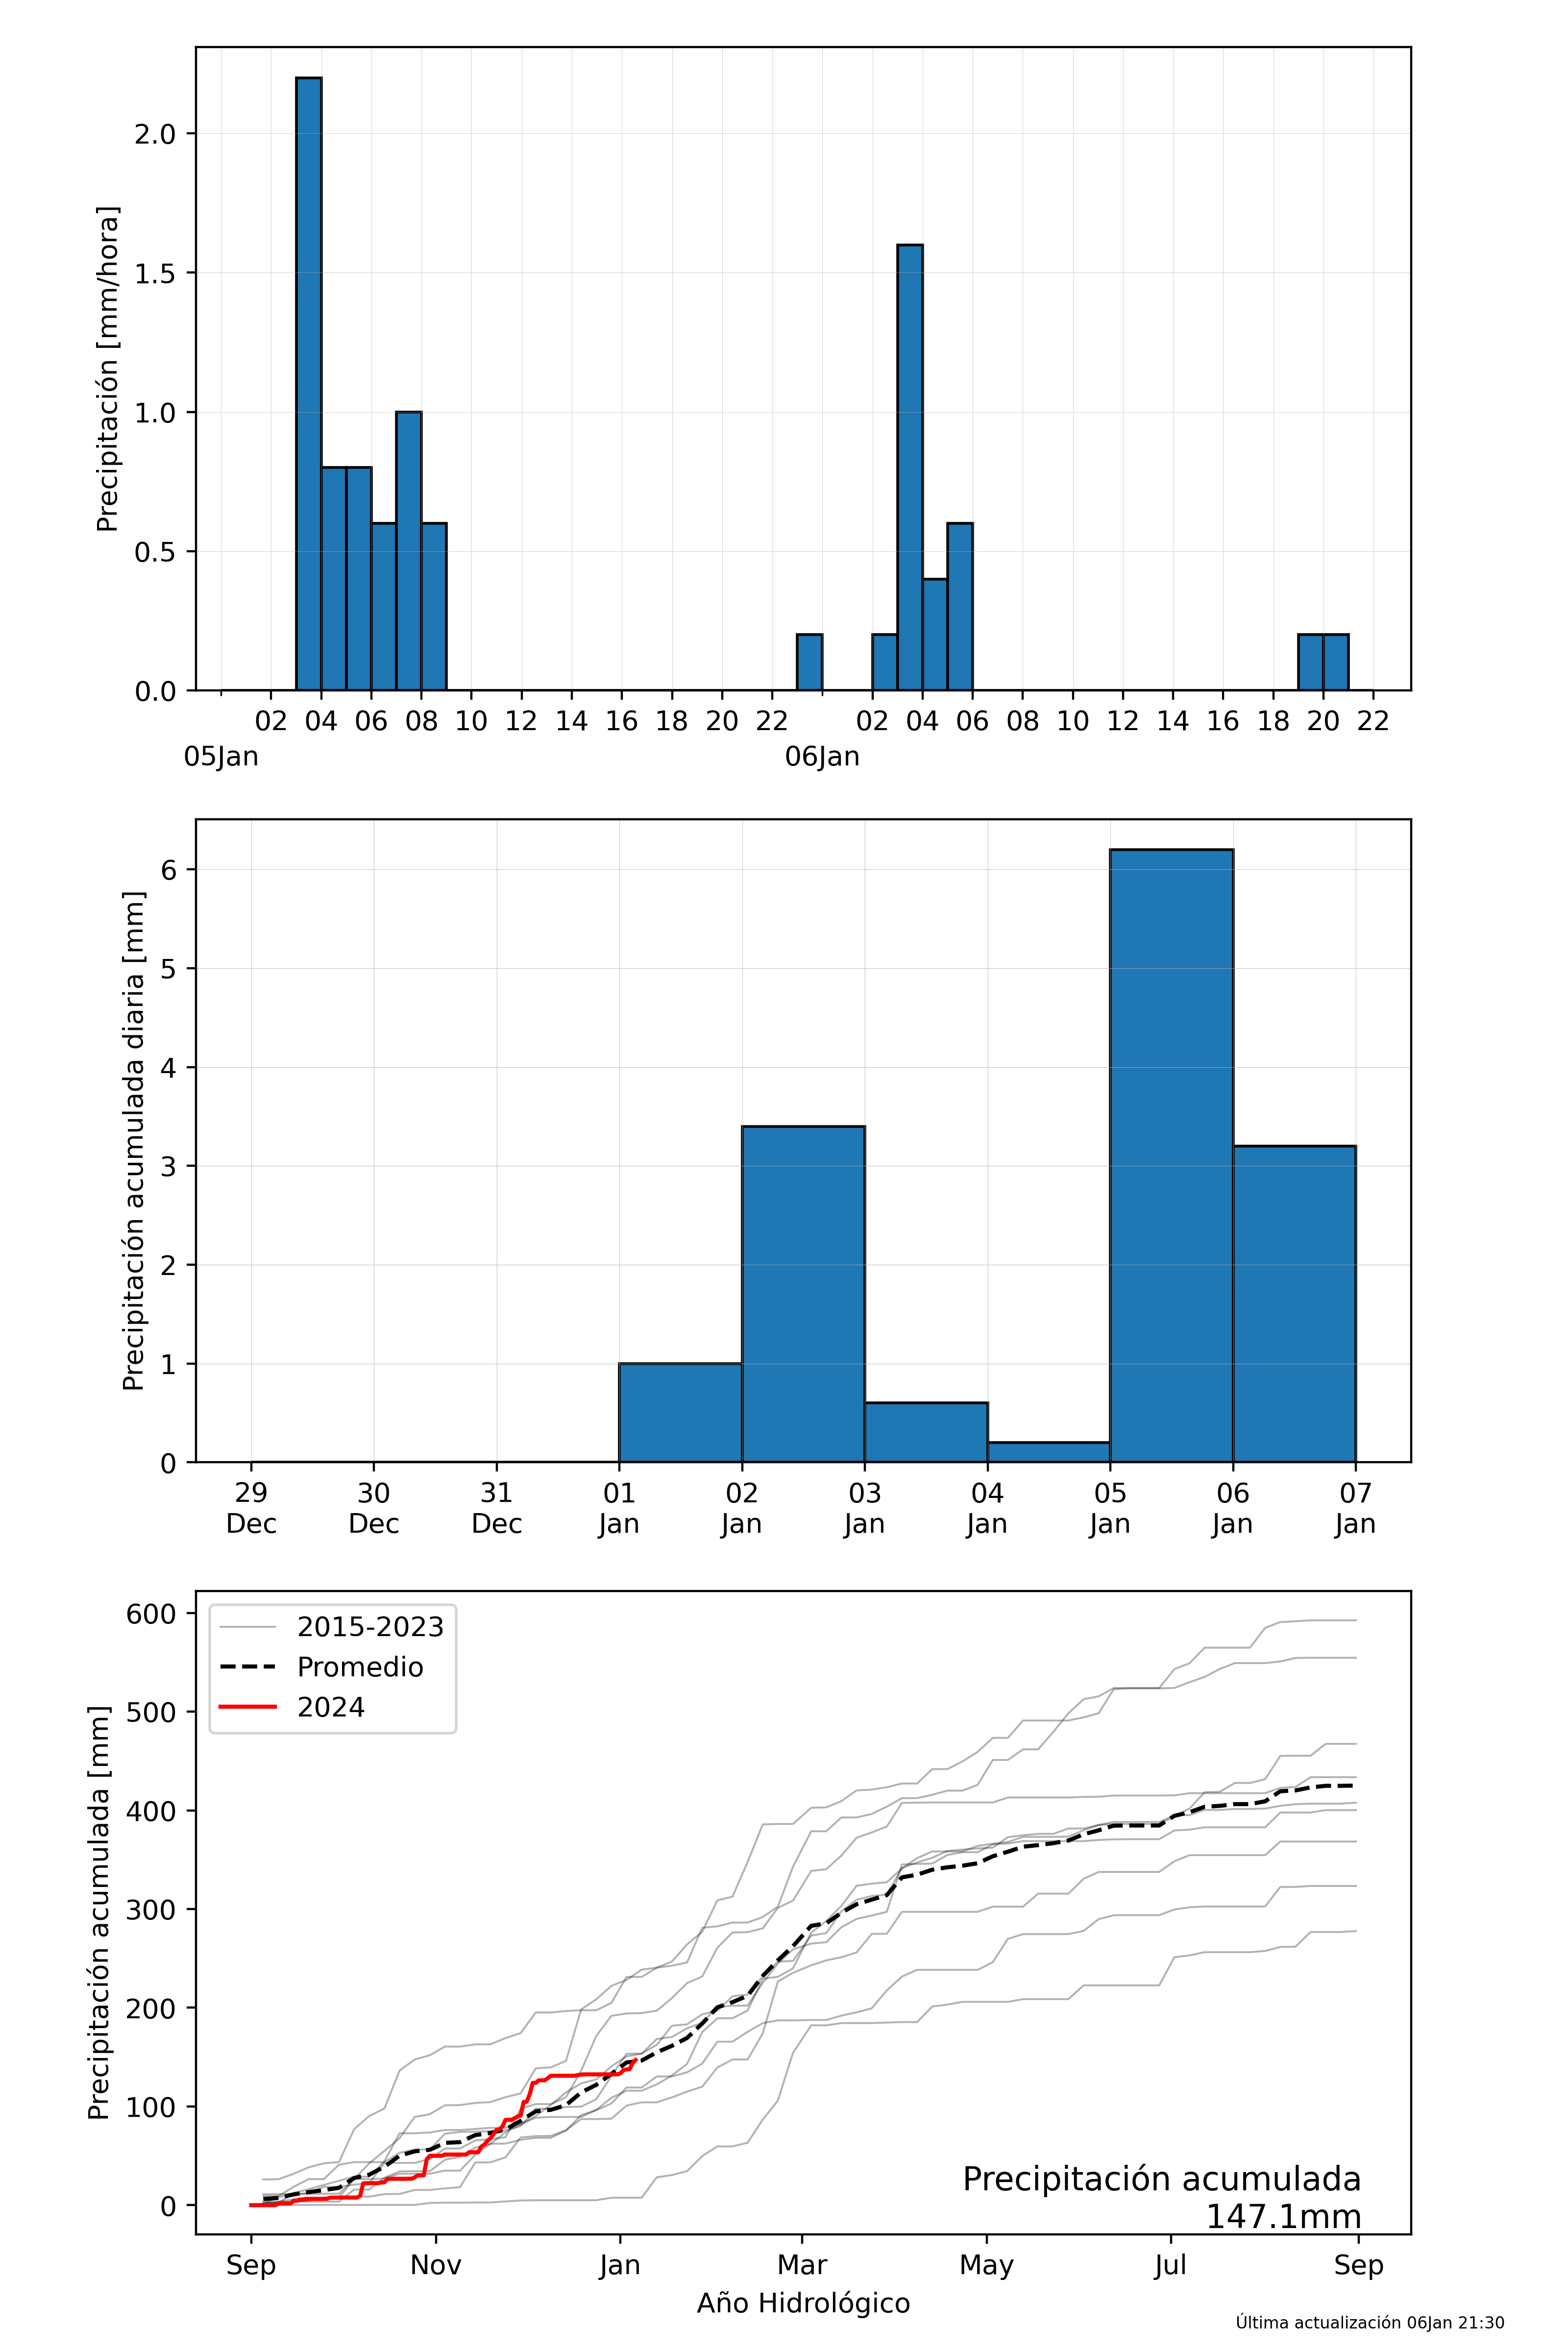 Precipitación [mm/hora]
2.0
1.5
1.0
0.5
0.0
02 04 06 08 10 12 14 16 18 20 22 02 04 06 08 10 12 14 16 18 20 22
05Jan 06Jan
Precipitación acumulada diaria [mm]
6
5
4
3
2
1
0
29 30 31 01 02 03 04 05 06 07
Dec Dec Dec Jan Jan Jan Jan Jan Jan Jan
Precipitación acumulada [mm]
600
500
400
300
200
100
0
2015-2023
Promedio
2024
Precipitación acumulada
147.1mm
Sep Nov Jan Mar May Jul Sep
Año Hidrológico
Última actualización 06Jan 21:30